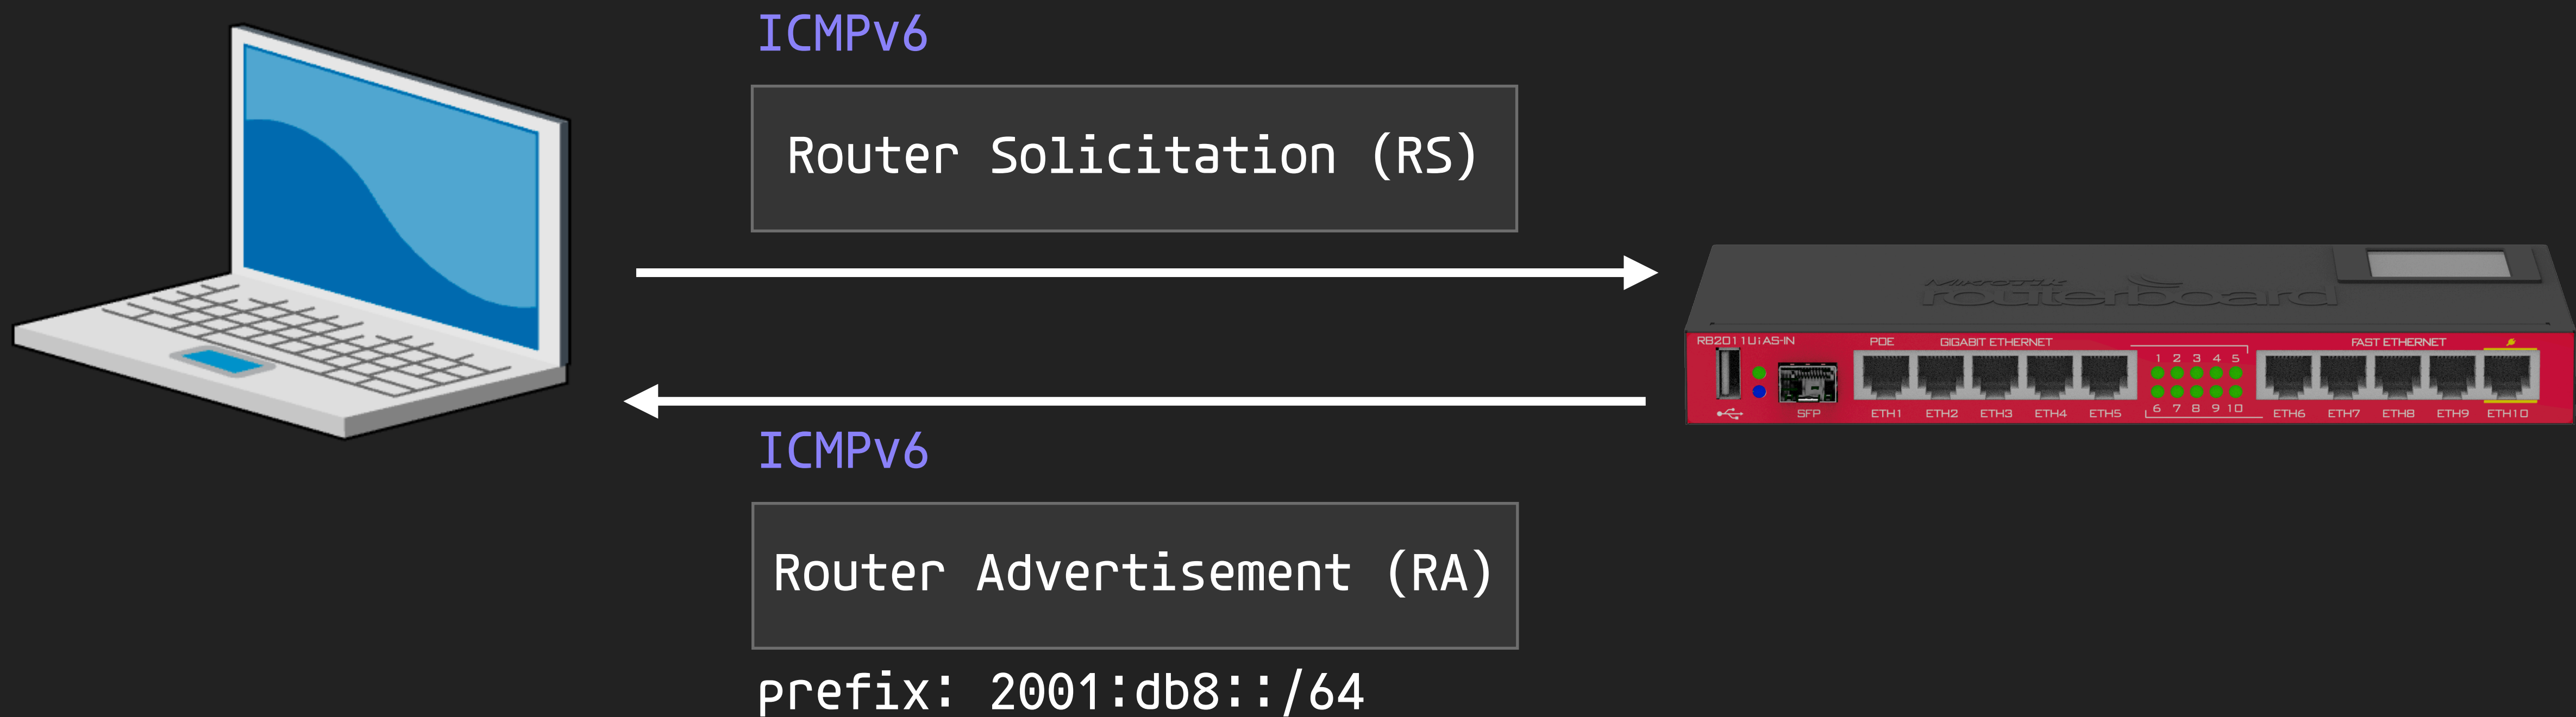 ICMPv6
Router Solicitation (RS)
MikroTik
routerboard
RB2011UiAS-IN
POE GIGABIT ETHERNET
1 2 3 4 5
FAST ETHERNET
SFP
ETH1 ETH2 ETH3 ETH4 ETH5
6 7 8 9 10
ETH6 ETH7 ETH8 ETH9 ETH10
ICMPv6
Router Advertisement (RA)
prefix: 2001:db8::/64